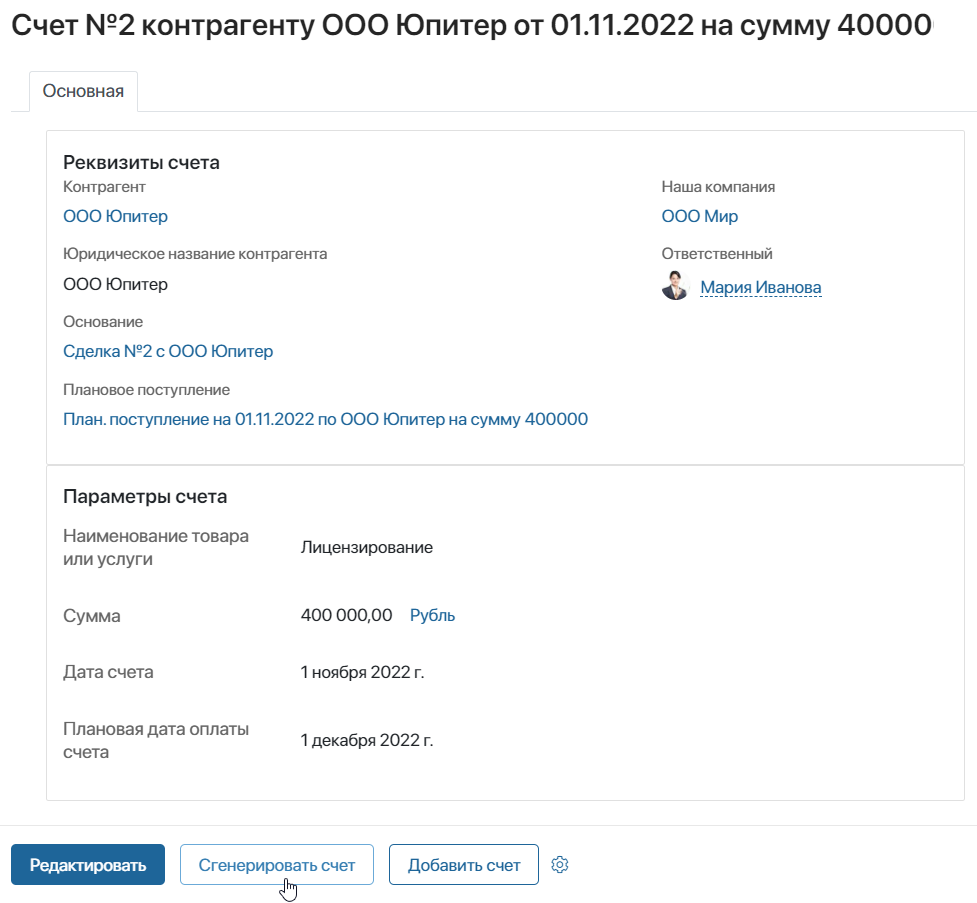 Счет №2 контрагенту ООО Юпитер от 01.11.2022 на сумму 40000
Основная
Реквизиты счета
Контрагент
ООО Юпитер
Наша компания
ООО Мир
Юридическое название контрагента
ООО Юпитер
Ответственный
Мария Иванова
Основание
Сделка №2 с ООО Юпитер
Плановое поступление
План. поступление на 01.11.2022 по ООО Юпитер на сумму 400000
Параметры счета
Наименование товара
или услуги
Лицензирование
Сумма
400 000,00 Рубль
Дата счета
1 ноября 2022 г.
Плановая дата оплаты
счета
1 декабря 2022 г.
Редактировать
Сгенерировать счет
Добавить счет